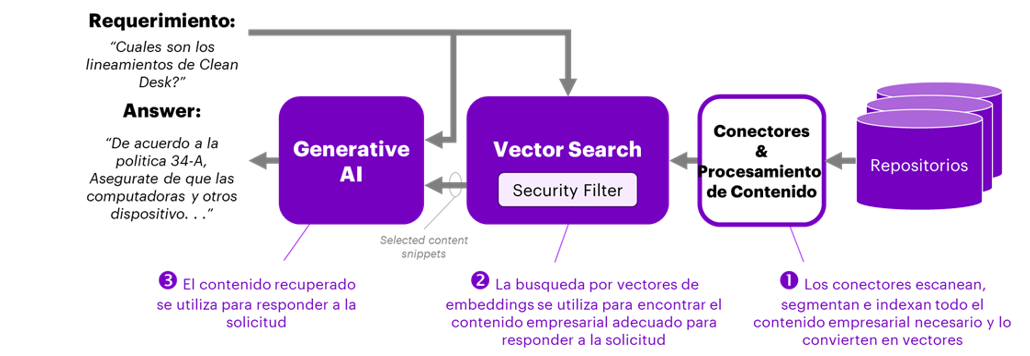 Requerimiento:
“Cuales son los
lineamientos de Clean
Desk?”
Answer:
“De acuerdo a la
politica 34-A,
Asegurate de que las
computadoras y otros
dispositivo. . .”
Generative
AI
Vector Search
Security Filter
Conectores
&
Procesamiento
de Contenido
Repositorios
Selected content
snippets
3 El contenido recuperado
se utiliza para responder a la
solicitud
2 La busqueda por vectores de
embeddings se utiliza para encontrar el
contenido empresarial adecuado para
responder a la solicitud
1 Los conectores escanean,
segmentan e indexan todo el
contenido empresarial necesario y lo
convierten en vectores